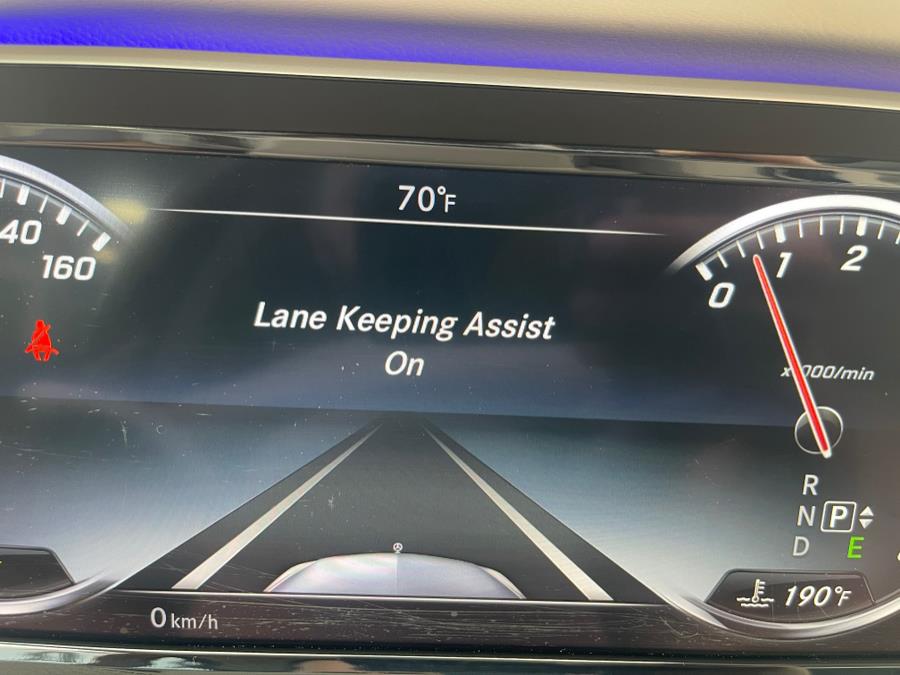 70°F
40
160
0
1
2
Lane Keeping Assist
On
x1000/min
R
N P
D E
190°F
0 km/h